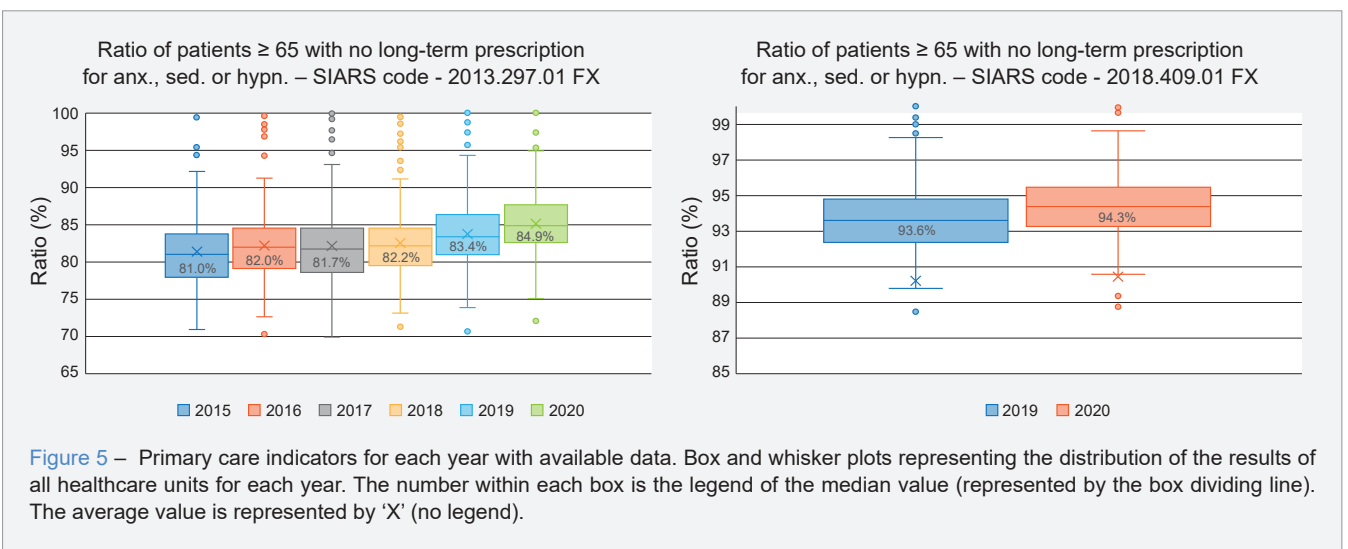 Ratio of patients ≥ 65 with no long-term prescription
for anx., sed. or hypn. – SIARS code - 2013.297.01 FX
Ratio (%)
100
95
90
85
80
75
70
65
81.0%
82.0%
81.7%
82.2%
83.4%
84.9%
2015 2016 2017 2018 2019 2020
Ratio of patients ≥ 65 with no long-term prescription
for anx., sed. or hypn. – SIARS code - 2018.409.01 FX
Ratio (%)
99
97
95
93
91
89
87
85
93.6%
94.3%
2019 2020
Figure 5 – Primary care indicators for each year with available data. Box and whisker plots representing the distribution of the results of
all healthcare units for each year. The number within each box is the legend of the median value (represented by the box dividing line).
The average value is represented by ‘X’ (no legend).